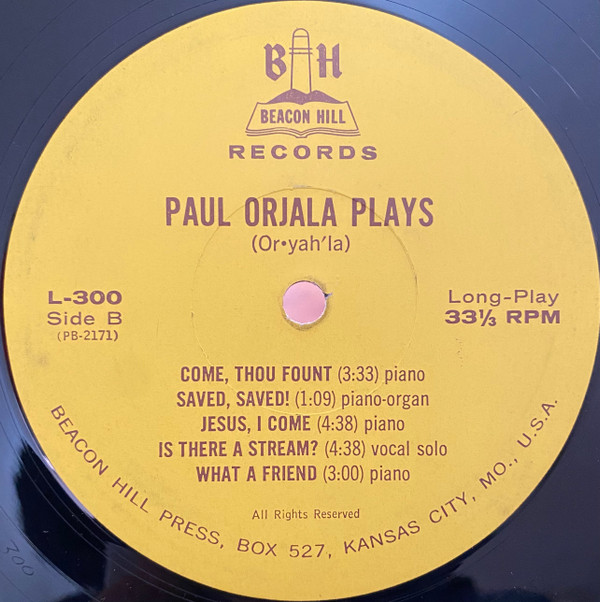 B H
BEACON HILL
RECORDS
PAUL ORJALA PLAYS
(Or•yah'la)
L-300
Side B
(PB-2171)
Long-Play
33⅓ RPM
COME, THOU FOUNT (3:33) piano
SAVED, SAVED! (1:09) piano-organ
JESUS, I COME (4:38) piano
IS THERE A STREAM? (4:38) vocal solo
WHAT A FRIEND (3:00) piano
All Rights Reserved
BEACON HILL PRESS, BOX 527, KANSAS CITY, MO., U.S.A.
300